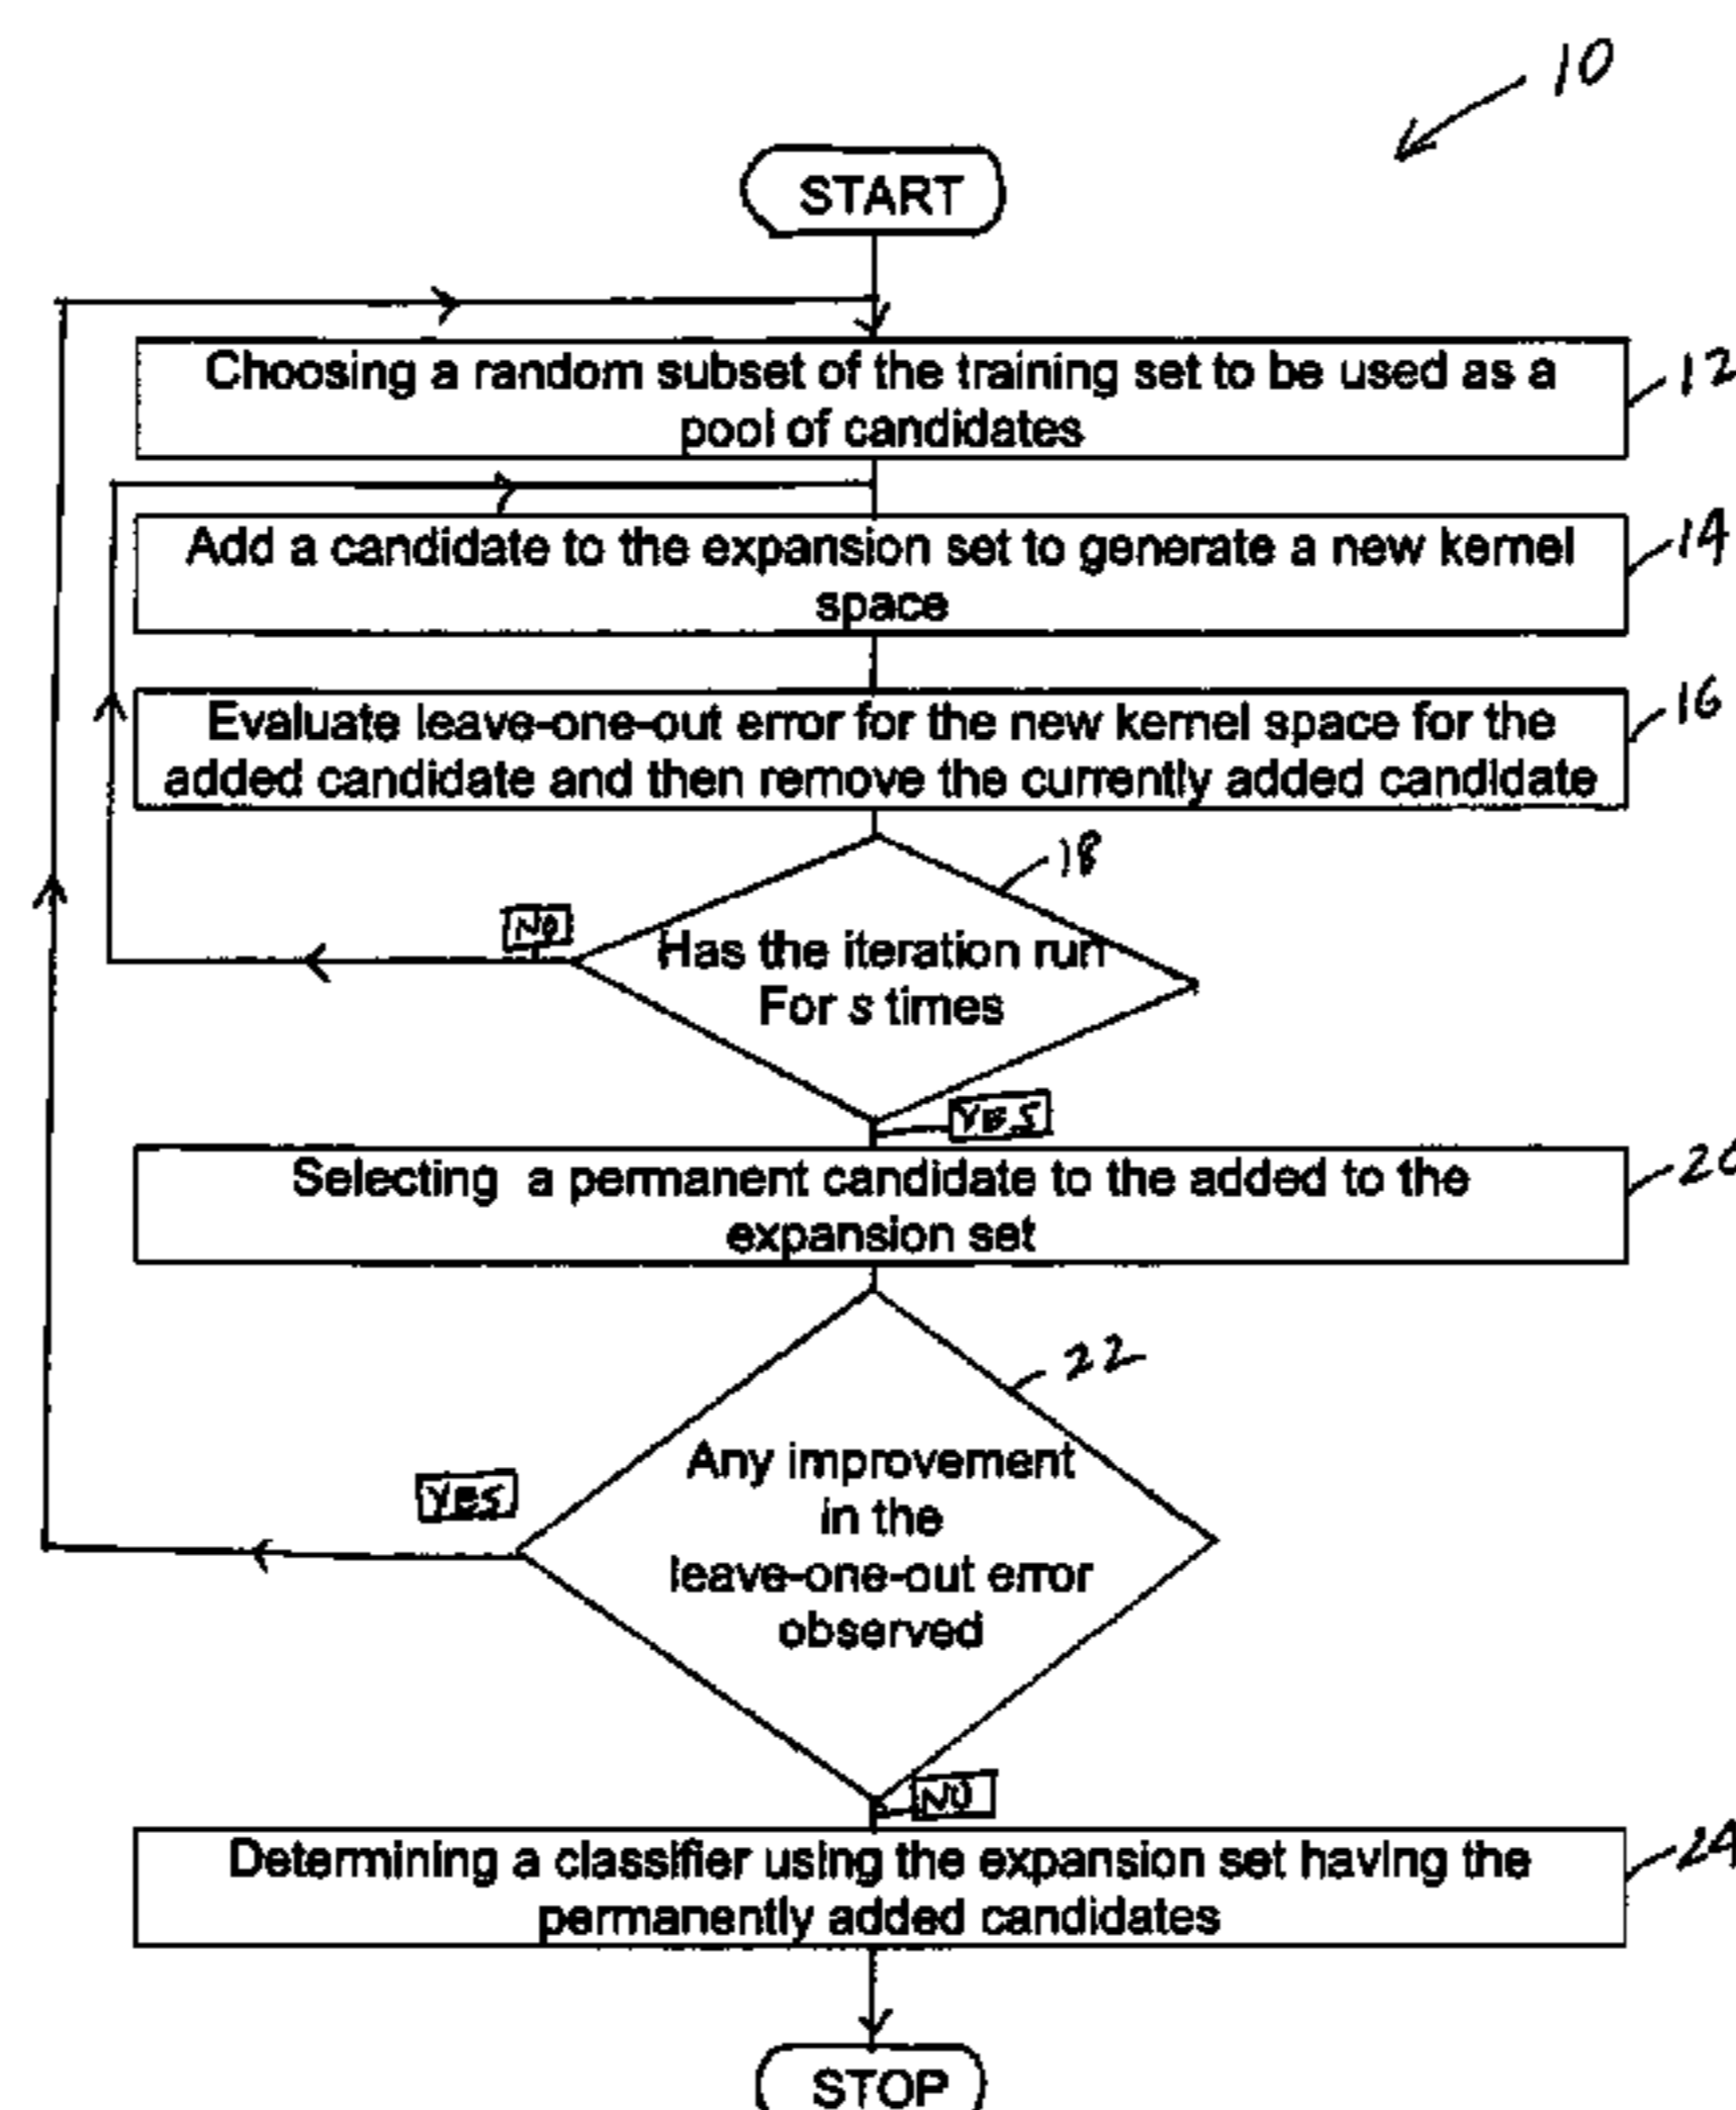 10
START
Choosing a random subset of the training set to be used as a
pool of candidates
12
Add a candidate to the expansion set to generate a new kernel
space
14
Evaluate leave-one-out error for the new kernel space for the
added candidate and then remove the currently added candidate
16
18
NO
Has the iteration run
For s times
YES
Selecting a permanent candidate to the added to the
expansion set
20
22
Any improvement
in the
leave-one-out error
observed
YES
NO
Determining a classifier using the expansion set having the
permanently added candidates
24
STOP